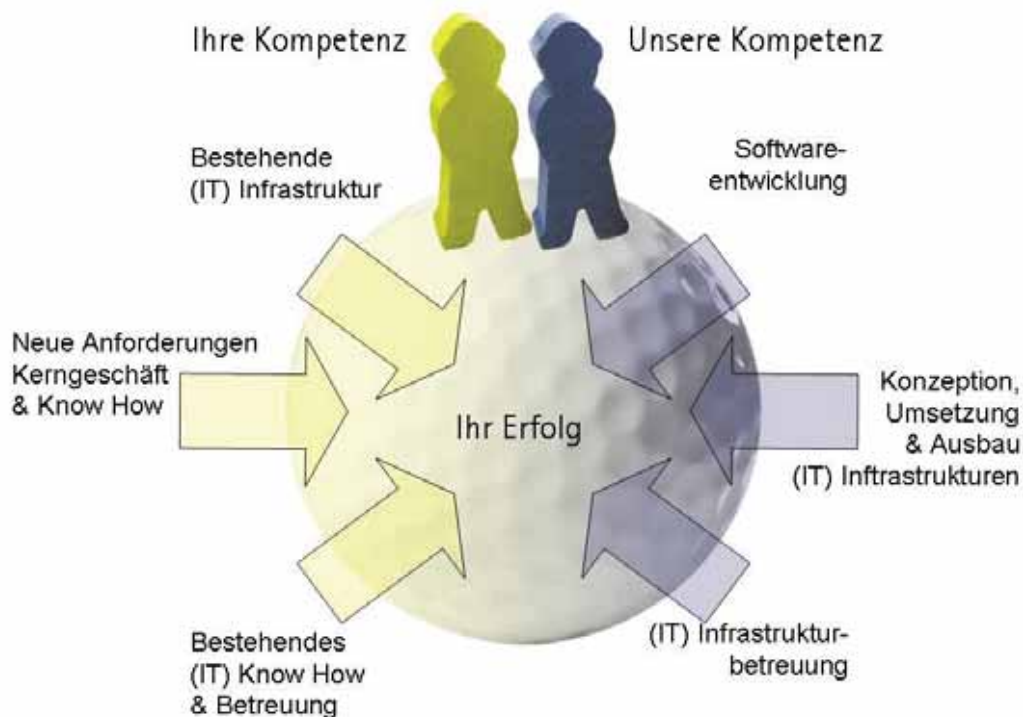 Ihre Kompetenz
Unsere Kompetenz
Bestehende
(IT) Infrastruktur
Software-
entwicklung
Neue Anforderungen
Kerngeschäft
& Know How
Ihr Erfolg
Konzeption,
Umsetzung
& Ausbau
(IT) Inftrastrukturen
Bestehendes
(IT) Know How
& Betreuung
(IT) Infrastruktur-
betreuung